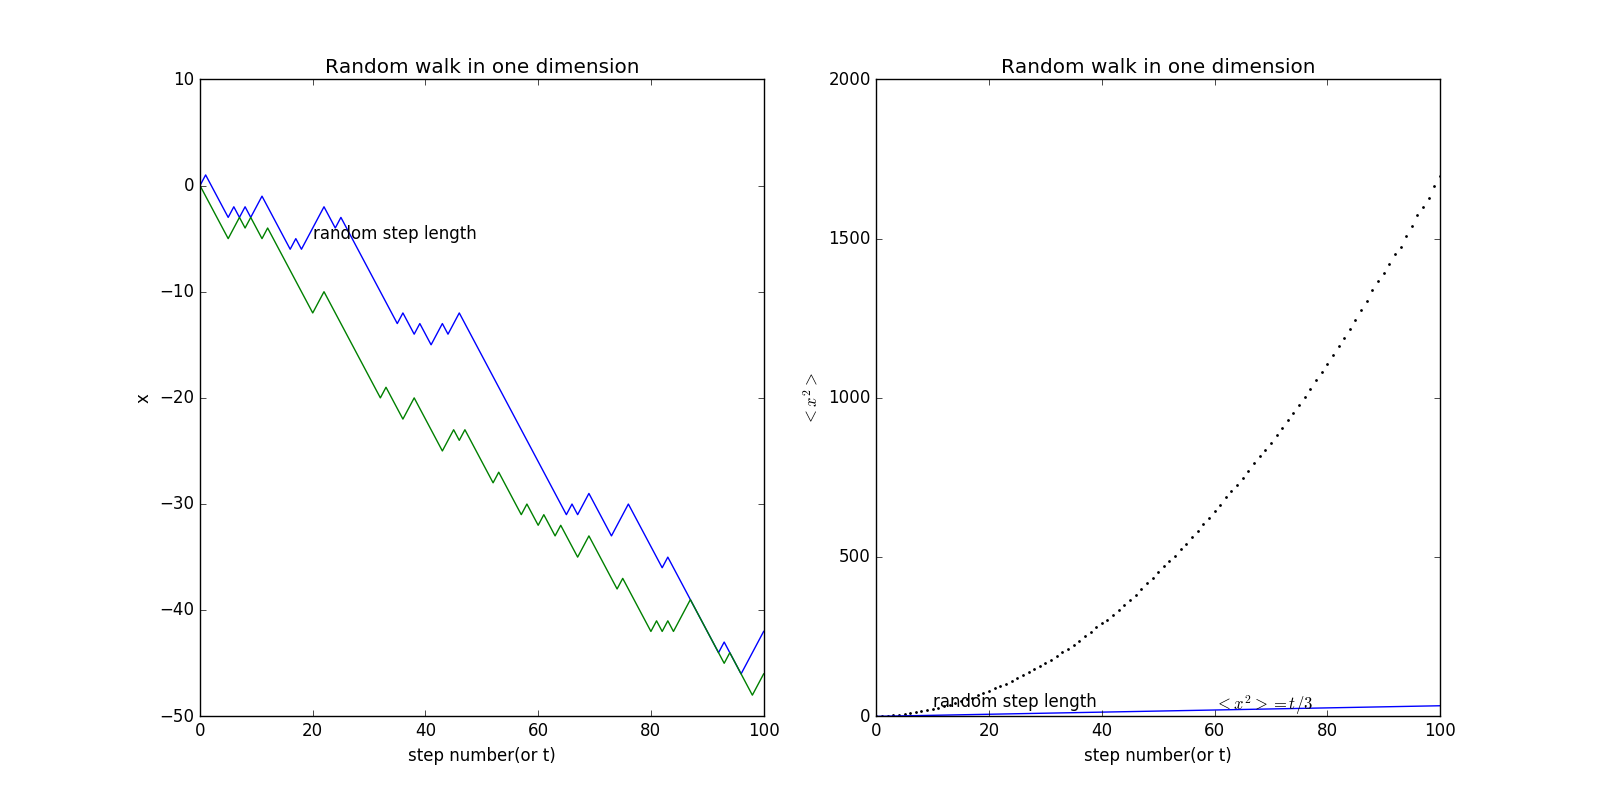 Random walk in one dimension
10
0
−10
−20
−30
−40
−50
x
random step length
0 20 40 60 80 100
step number(or t)
Random walk in one dimension
2000
1500
1000
500
0
<x²>
random step length
<x²>=t/3
0 20 40 60 80 100
step number(or t)